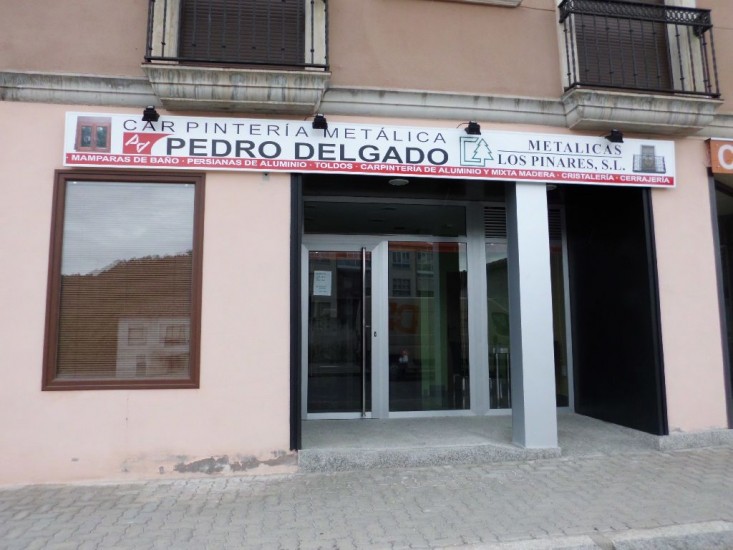 CARPINTERÍA METÁLICA
Pd PEDRO DELGADO
METALICAS
LOS PINARES, S.L.
MAMPARAS DE BAÑO · PERSIANAS DE ALUMINIO · TOLDOS · CARPINTERÍA DE ALUMINIO Y MIXTA MADERA · CRISTALERÍA · CERRAJERÍA
C